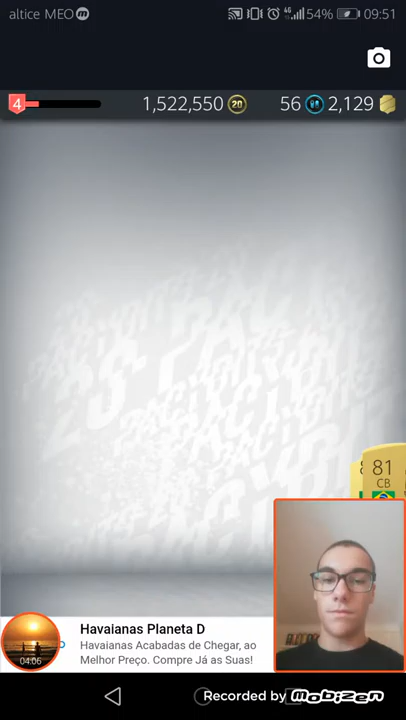 altice MEO m 4G 54% 09:51
4 1,522,550 20 56 2,129
81
CB
Havaianas Planeta D
Havaianas Acabadas de Chegar, ao
Melhor Preço. Compre Já as Suas!
04:06
Recorded by MOBIZEN